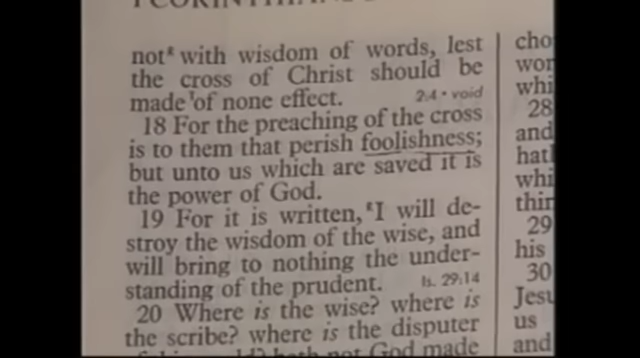 not with wisdom of words, lest
the cross of Christ should be
made of none effect. 2:4 • void
18 For the preaching of the cross
is to them that perish foolishness;
but unto us which are saved it is
the power of God.
19 For it is written, I will de-
stroy the wisdom of the wise, and
will bring to nothing the under-
standing of the prudent. Is. 29:14
20 Where is the wise? where is
the scribe? where is the disputer
not God made
cho
wor
whi
28
and
hatl
whi
thin
29
his
30
Jesu
us
and